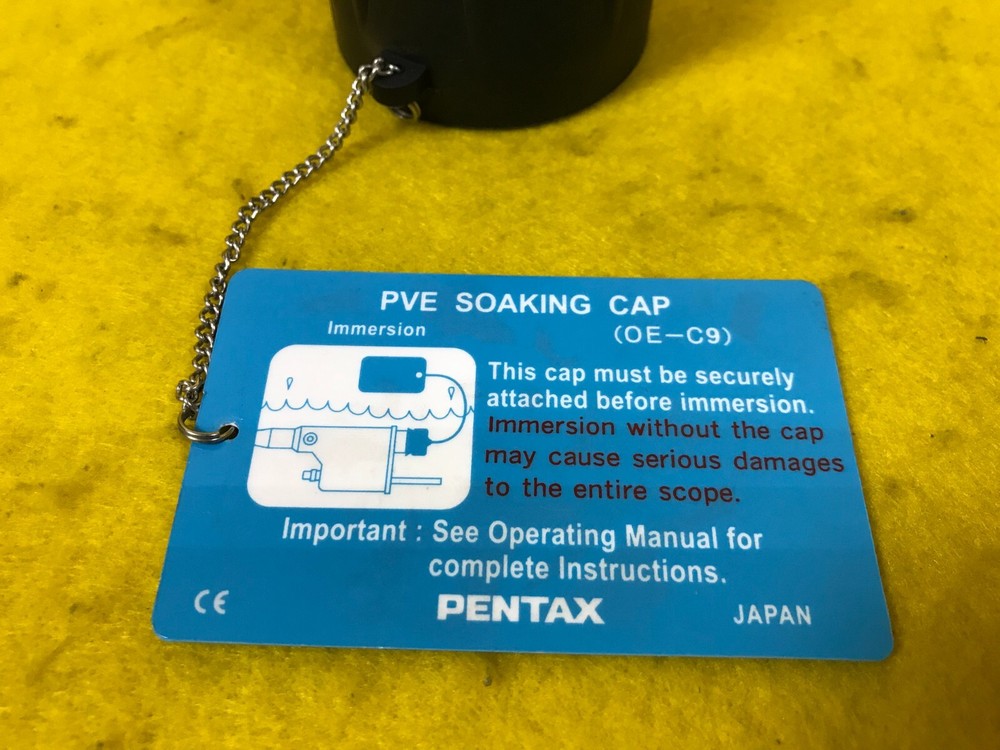 PVE SOAKING CAP
Immersion (OE-C9)
This cap must be securely
attached before immersion.
Immersion without the cap
may cause serious damages
to the entire scope.
Important : See Operating Manual for
complete Instructions.
CE PENTAX JAPAN